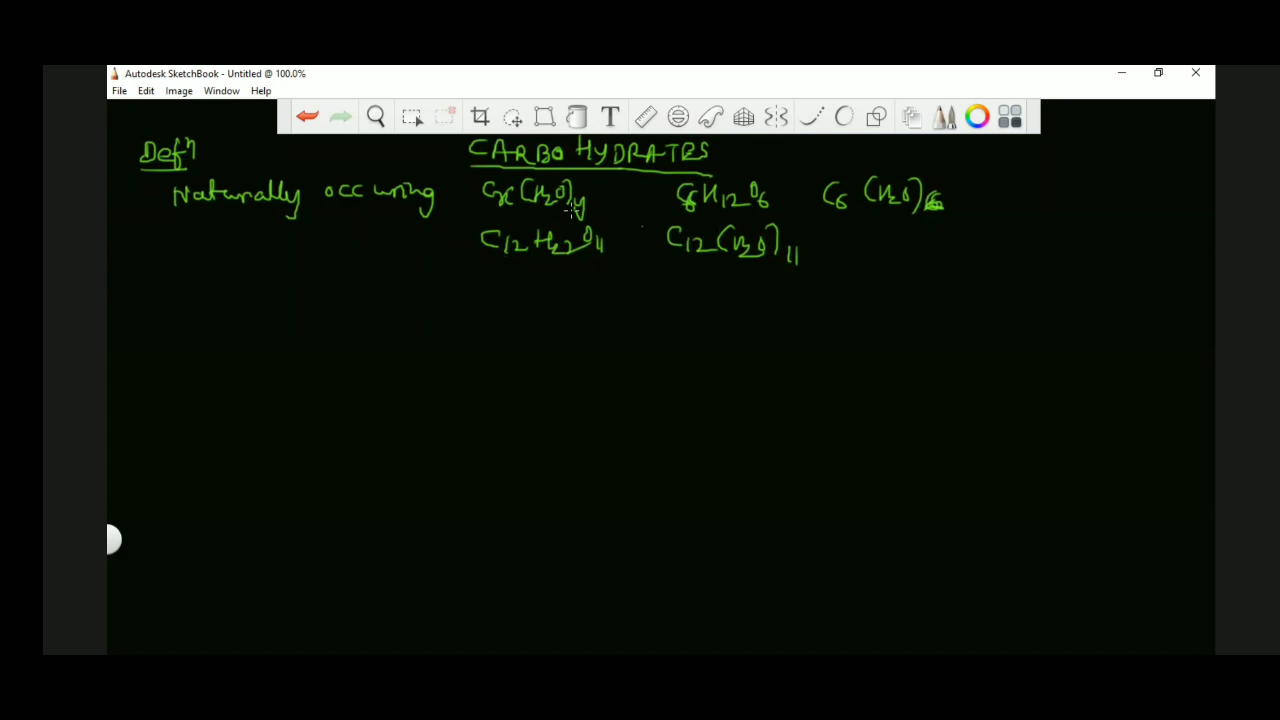 Autodesk SketchBook - Untitled @ 100.0%
File Edit Image Window Help
T
Defn CARBOHYDRATES
Naturally occuring Cx(H2O)y C6H12O6 C6(H2O)6
C12H22O11 C12(H2O)11